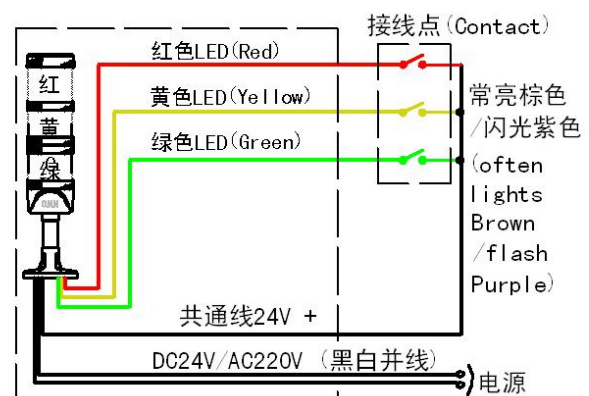 接线点(Contact)
红色LED(Red)
红
黄色LED(Yellow)
黄
绿色LED(Green)
绿
常亮棕色
/闪光紫色
(often
lights
Brown
/flash
Purple)
共通线24V +
DC24V/AC220V (黑白并线)
电源